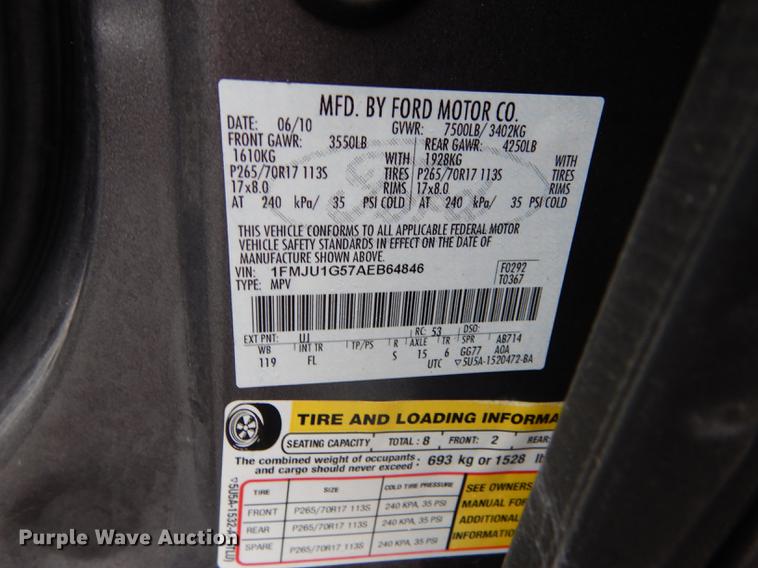 MFD. BY FORD MOTOR CO.
DATE: 06/10 GVWR: 7500LB/ 3402KG
FRONT GAWR: 3550LB REAR GAWR: 4250LB
1610KG WITH 1928KG WITH
P265/70R17 113S TIRES P265/70R17 113S TIRES
17x8.0 RIMS 17x8.0 RIMS
AT 240 kPa/ 35 PSI COLD AT 240 kPa/ 35 PSI COLD
THIS VEHICLE CONFORMS TO ALL APPLICABLE FEDERAL MOTOR
VEHICLE SAFETY STANDARDS IN EFFECT ON THE DATE OF
MANUFACTURE SHOWN ABOVE.
VIN: 1FMJU1G57AEB64846 F0292
TYPE: MPV T0367
EXT PNT: UJ RC: 53 DSO:
WB INT TR TP/PS R AXLE TR SPR AB714
119 FL S 15 6 GG77 A0A
UTC ▽5U5A-1520472-BA
TIRE AND LOADING INFORMA
SEATING CAPACITY TOTAL: 8 FRONT: 2 REAR:
The combined weight of occupants
and cargo should never exceed: 693 kg or 1528 lb
TIRE SIZE COLD TIRE PRESSURE
FRONT P265/70R17 113S 240 KPA, 35 PSI
REAR P265/70R17 113S 240 KPA, 35 PSI
SPARE P265/70R17 113S 240 KPA, 35 PSI
SEE OWNERS
MANUAL FOR
ADDITIONAL
INFORMATION
▽5U5A-1532-
Purple Wave Auction